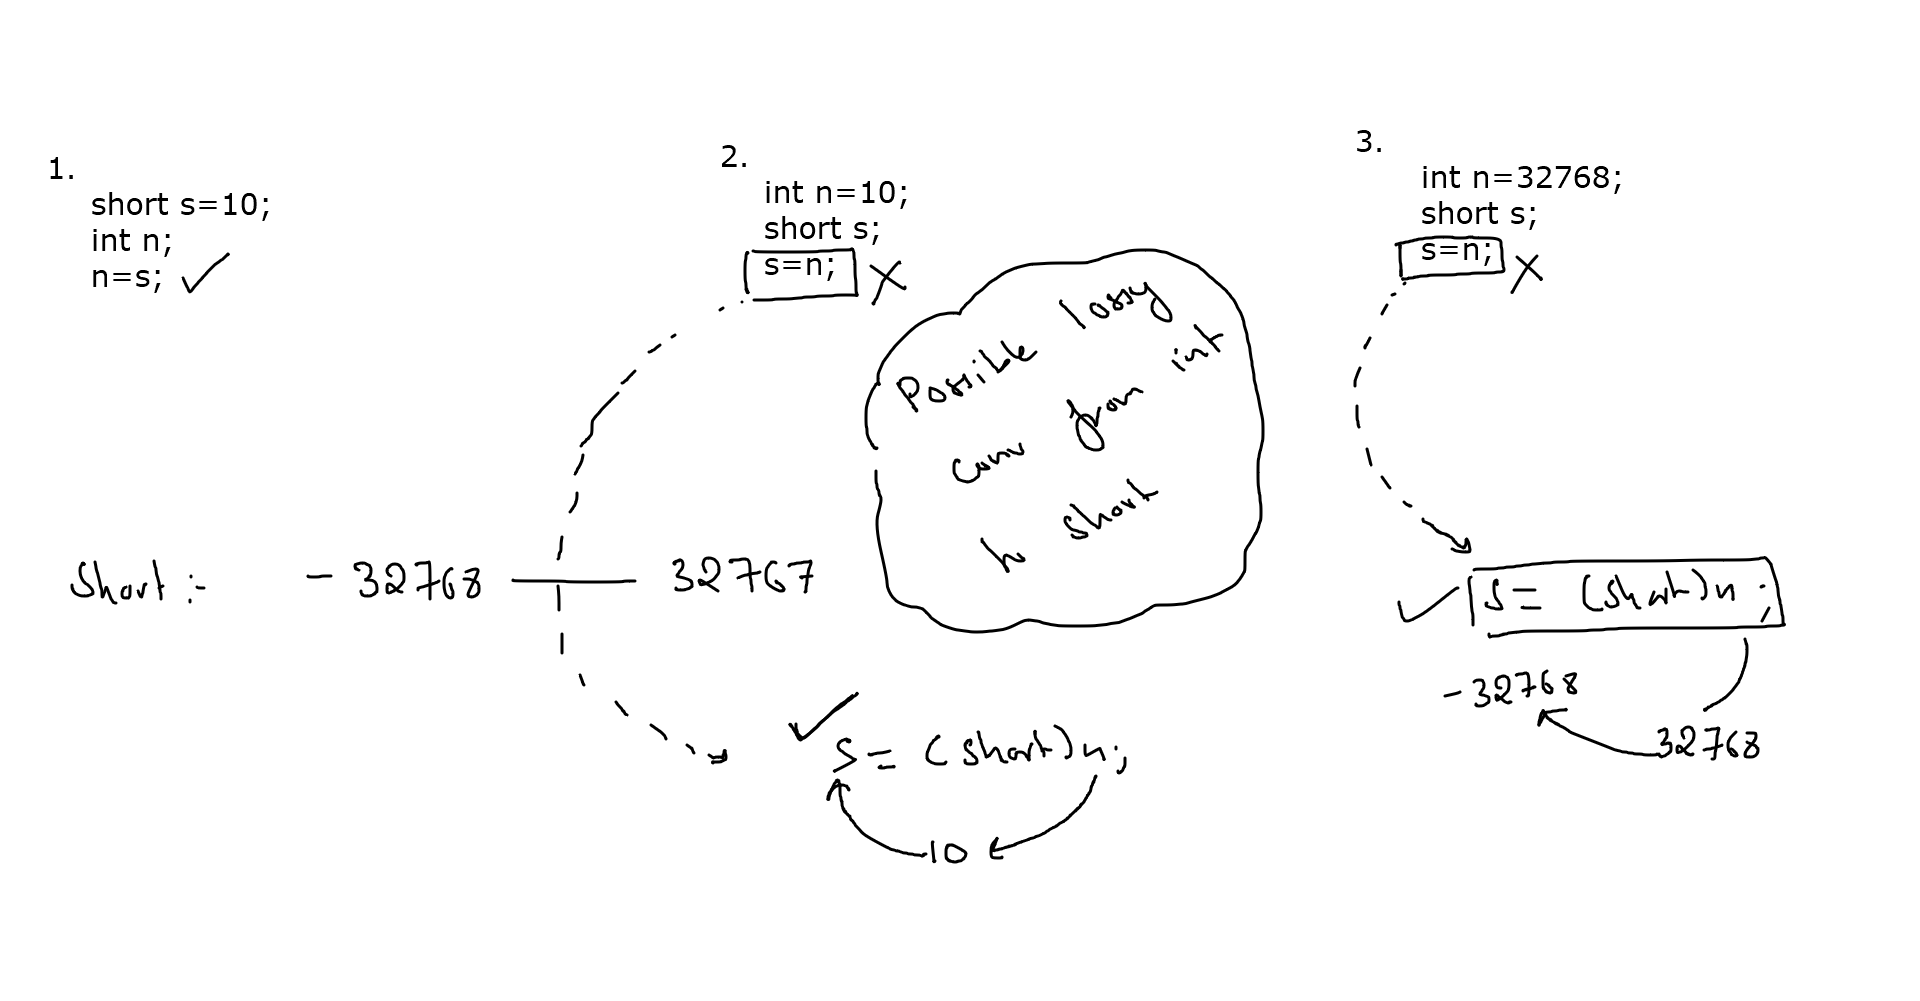 1.
short s=10;
int n;
n=s;
2.
int n=10;
short s;
s=n;
Possible lossy
conv from int
to short
3.
int n=32768;
short s;
s=n;
Short :- - 32768 — 32767
s= (short)n;
-32768
32768
s= (short)n;
10